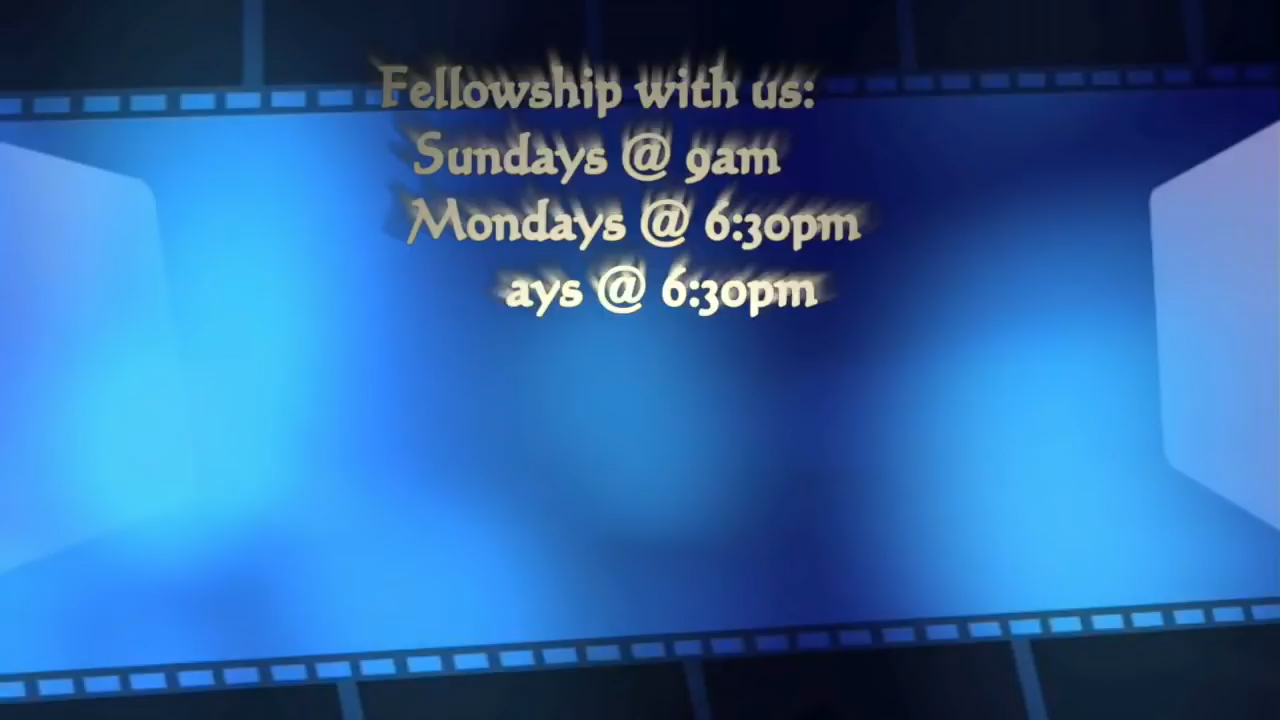 Fellowship with us:
Sundays @ 9am
Mondays @ 6:30pm
ays @ 6:30pm